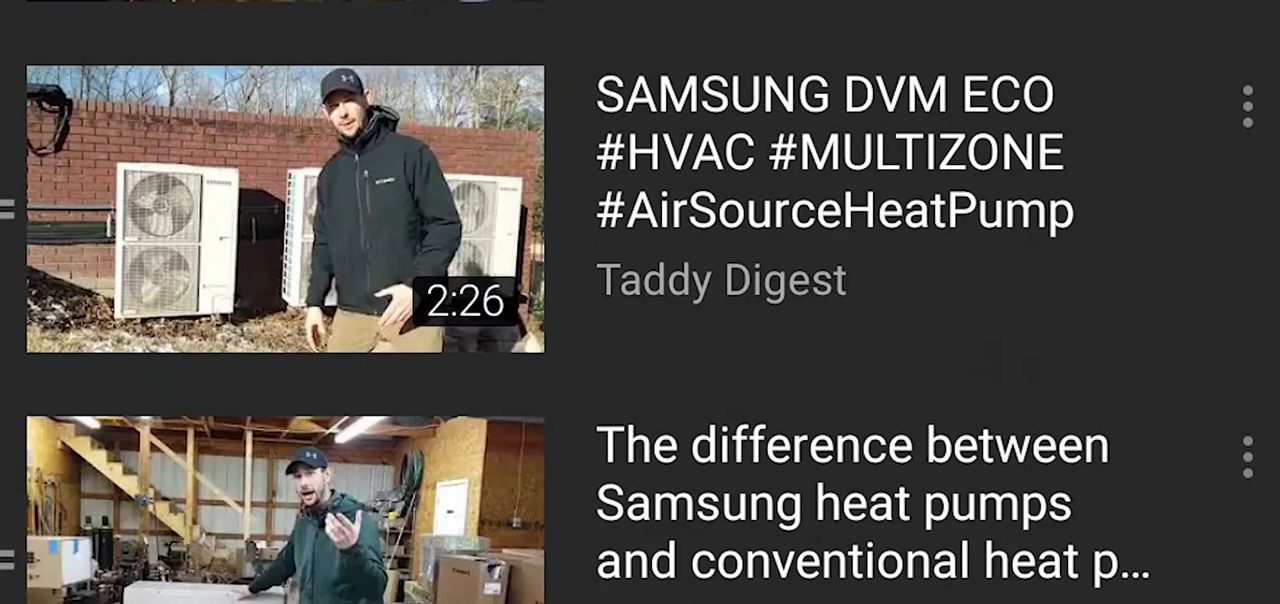 SAMSUNG DVM ECO
#HVAC #MULTIZONE
#AirSourceHeatPump
Taddy Digest
2:26
The difference between
Samsung heat pumps
and conventional heat p...